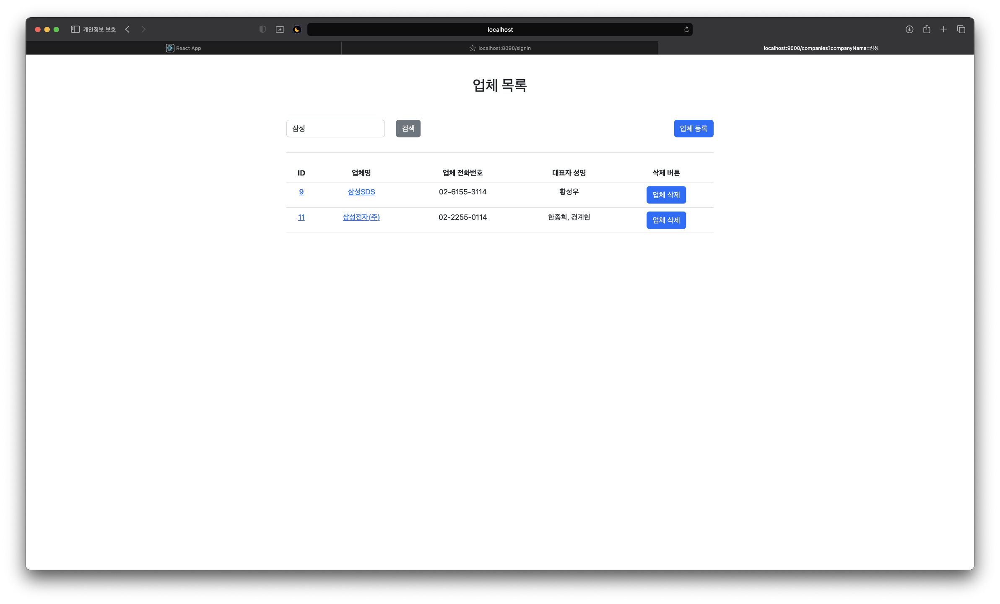 개인정보 보호
localhost
React App
localhost:8090/signin
localhost:9000/companies?companyName=삼성
업체 목록
삼성 검색 업체 등록
ID 업체명 업체 전화번호 대표자 성명 삭제 버튼
9 삼성SDS 02-6155-3114 황성우 업체 삭제
11 삼성전자(주) 02-2255-0114 한종희, 경계현 업체 삭제